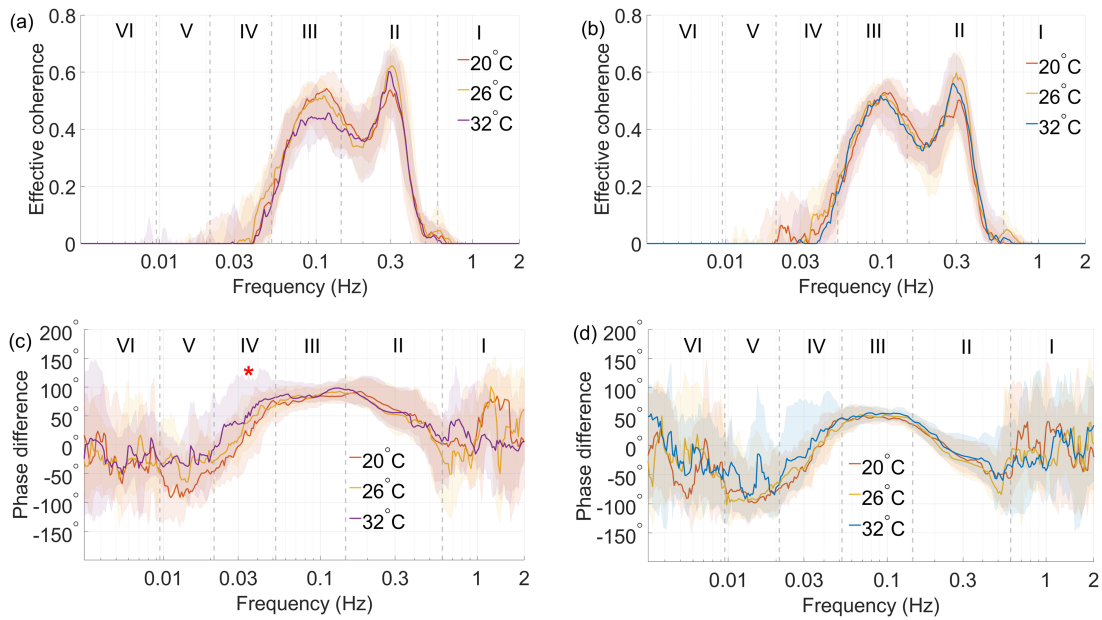 (a)
0.8
0.6
0.4
0.2
0
Effective coherence
VI V IV III II I
20°C
26°C
32°C
0.01 0.03 0.1 0.3 1 2
Frequency (Hz)
(b)
0.8
0.6
0.4
0.2
0
Effective coherence
VI V IV III II I
20°C
26°C
32°C
0.01 0.03 0.1 0.3 1 2
Frequency (Hz)
(c)
200°
150°
100°
50°
0°
-50°
-100°
-150°
Phase difference
VI V IV III II I
*
20°C
26°C
32°C
0.01 0.03 0.1 0.3 1 2
Frequency (Hz)
(d)
200°
150°
100°
50°
0°
-50°
-100°
-150°
Phase difference
VI V IV III II I
20°C
26°C
32°C
0.01 0.03 0.1 0.3 1 2
Frequency (Hz)